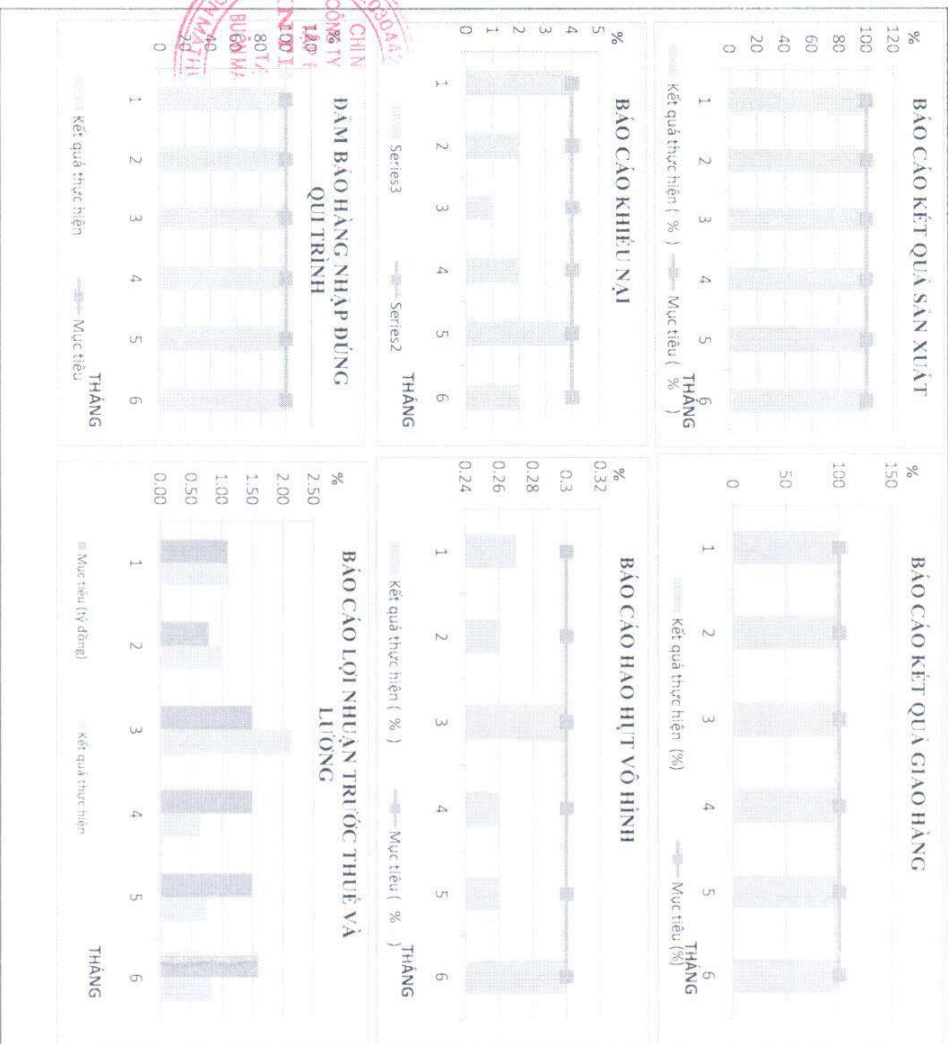 BÁO CÁO KẾT QUẢ SẢN XUẤT
%
120
100
80
60
40
20
0
1 2 3 4 5 6
THÁNG
Kết quả thực hiện ( % ) Mục tiêu ( % )
BÁO CÁO KẾT QUẢ GIAO HÀNG
%
150
100
50
0
1 2 3 4 5 6
THÁNG
Kết quả thực hiện (%) Mục tiêu (%)
BÁO CÁO KHIẾU NẠI
%
5
4
3
2
1
0
1 2 3 4 5 6
THÁNG
Series3 Series2
BÁO CÁO HAO HỤT VÔ HÌNH
%
0.32
0.3
0.28
0.26
0.24
1 2 3 4 5 6
THÁNG
Kết quả thực hiện ( % ) Mục tiêu ( % )
ĐẢM BẢO HÀNG NHẬP ĐÚNG
QUI TRÌNH
%
120
100
80
60
40
20
0
1 2 3 4 5 6
THÁNG
Kết quả thực hiện Mục tiêu
BÁO CÁO LỢI NHUẬN TRƯỚC THUẾ VÀ
LƯƠNG
%
2.50
2.00
1.50
1.00
0.50
0.00
1 2 3 4 5 6
THÁNG
Mục tiêu (tỷ đồng) Kết quả thực hiện
CÔNG TY